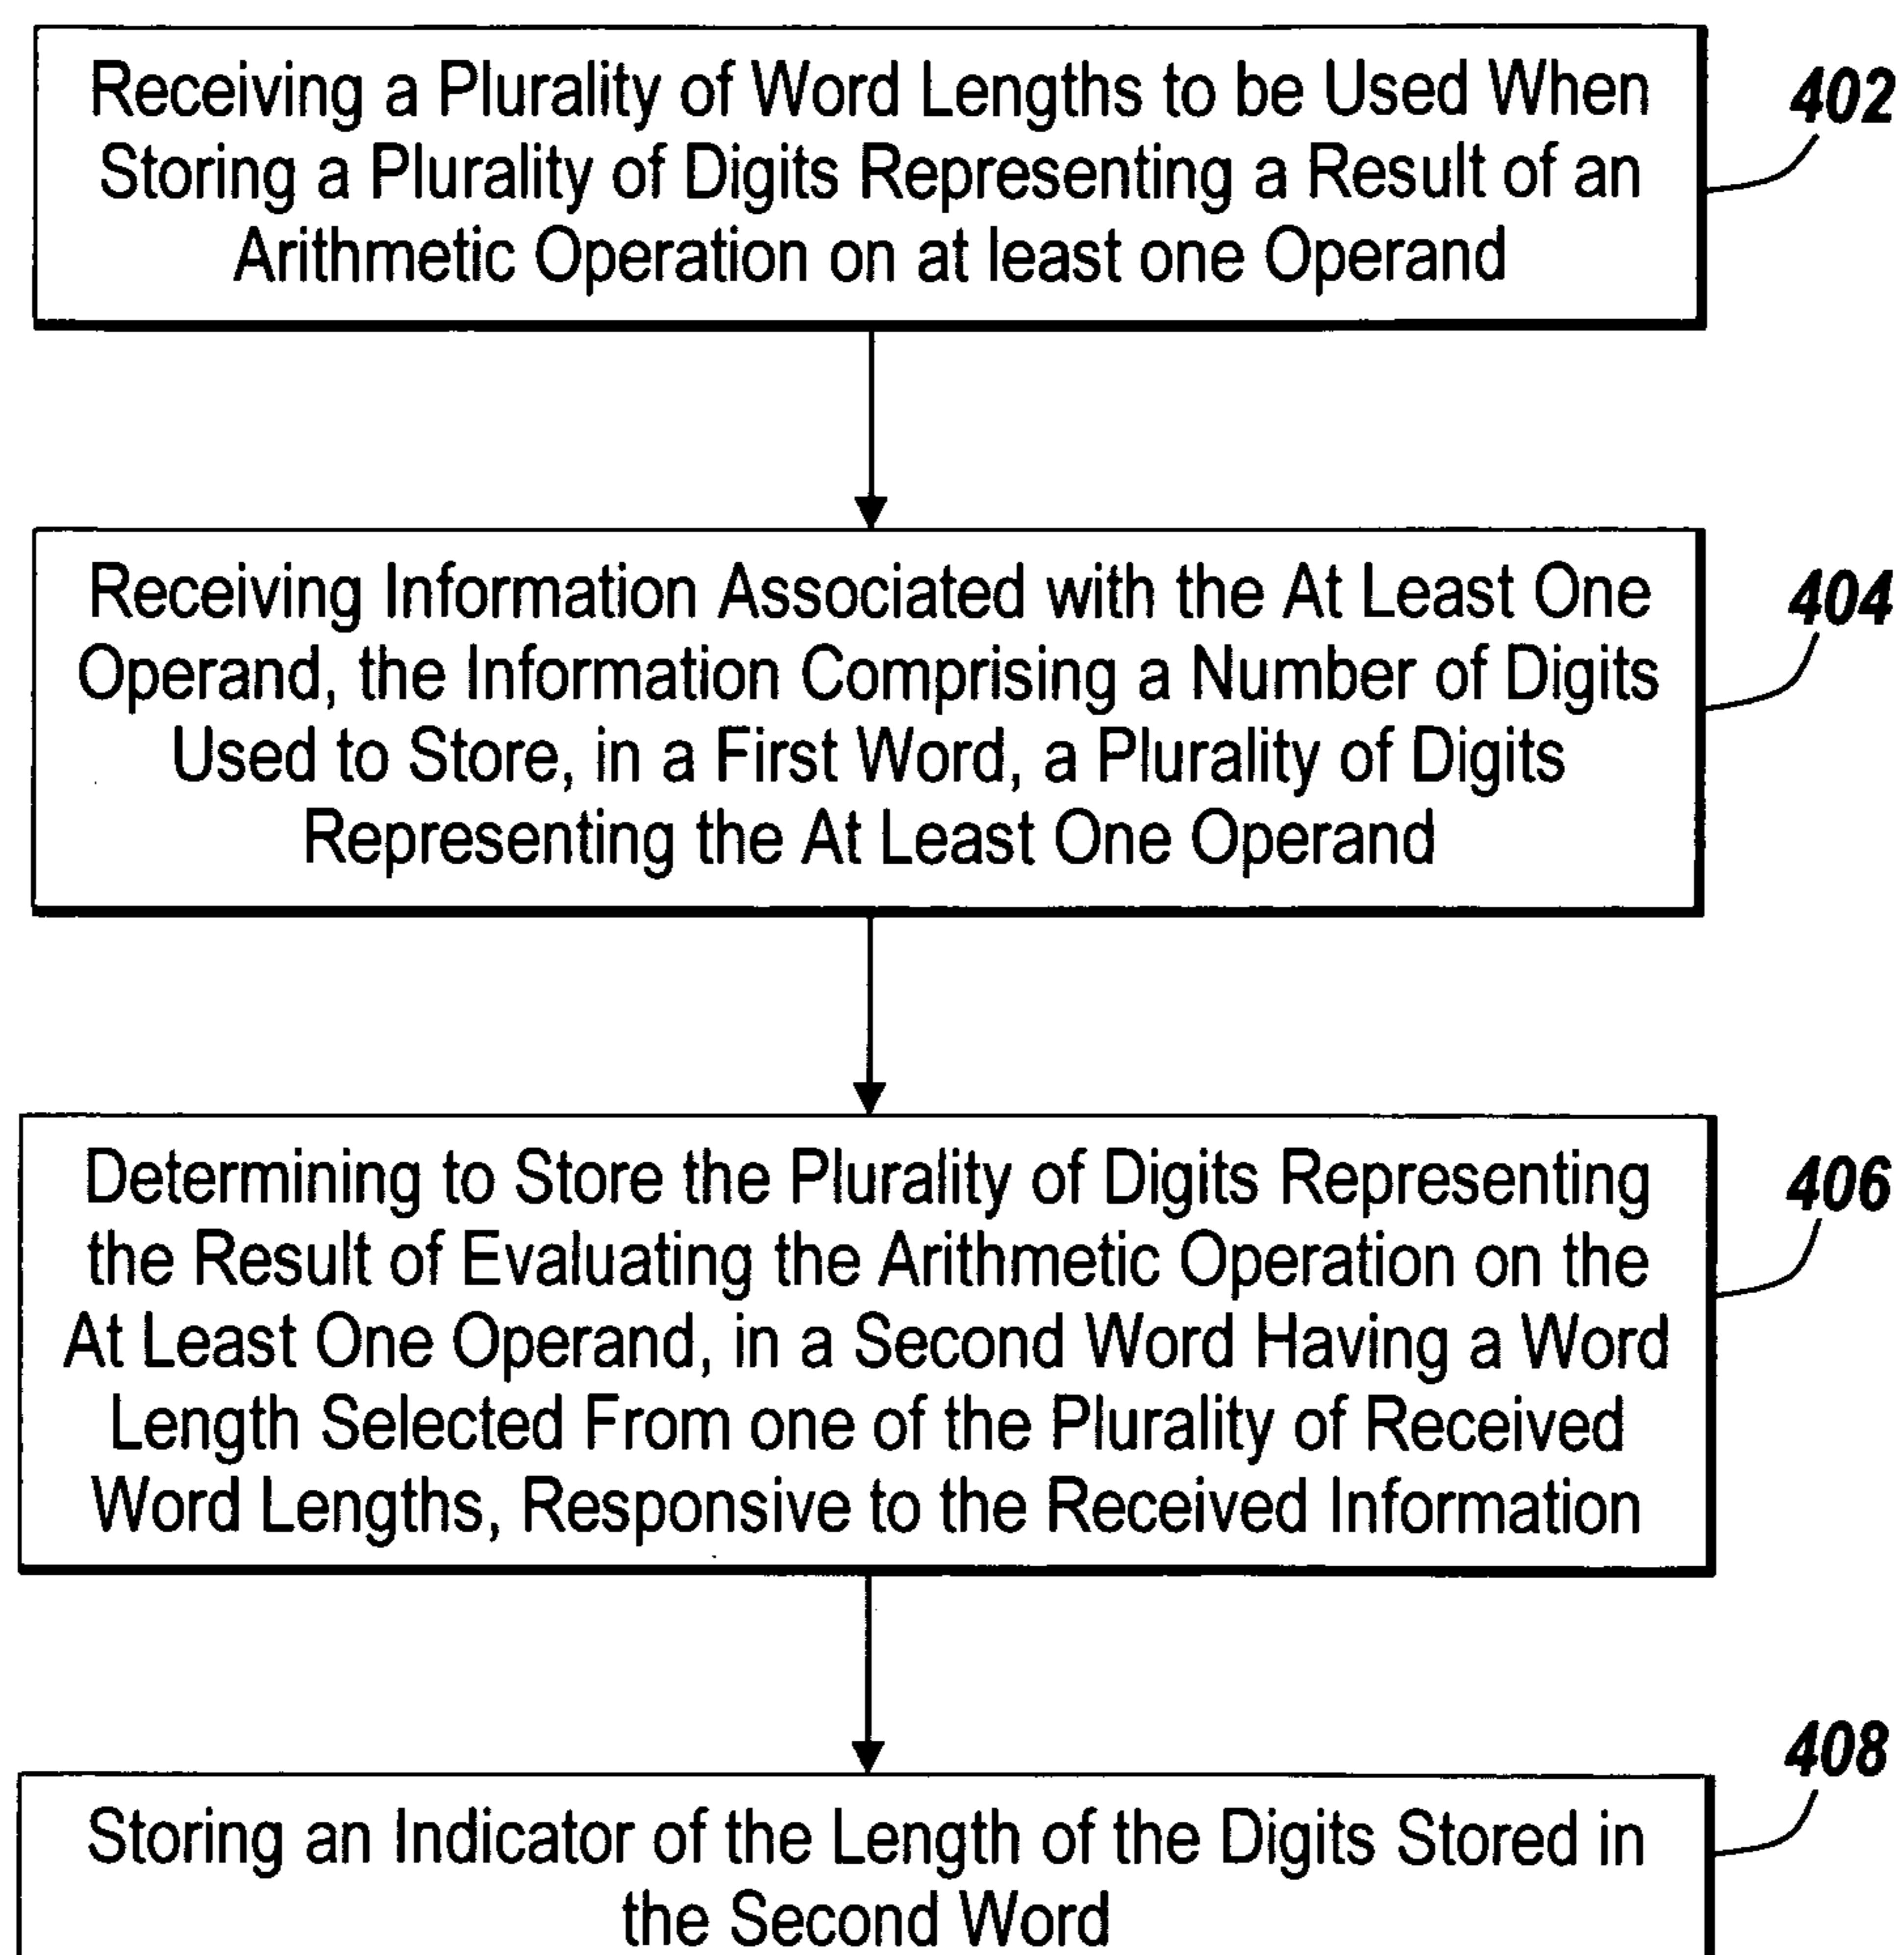 Receiving a Plurality of Word Lengths to be Used When
Storing a Plurality of Digits Representing a Result of an
Arithmetic Operation on at least one Operand
402
Receiving Information Associated with the At Least One
Operand, the Information Comprising a Number of Digits
Used to Store, in a First Word, a Plurality of Digits
Representing the At Least One Operand
404
Determining to Store the Plurality of Digits Representing
the Result of Evaluating the Arithmetic Operation on the
At Least One Operand, in a Second Word Having a Word
Length Selected From one of the Plurality of Received
Word Lengths, Responsive to the Received Information
406
Storing an Indicator of the Length of the Digits Stored in
the Second Word
408